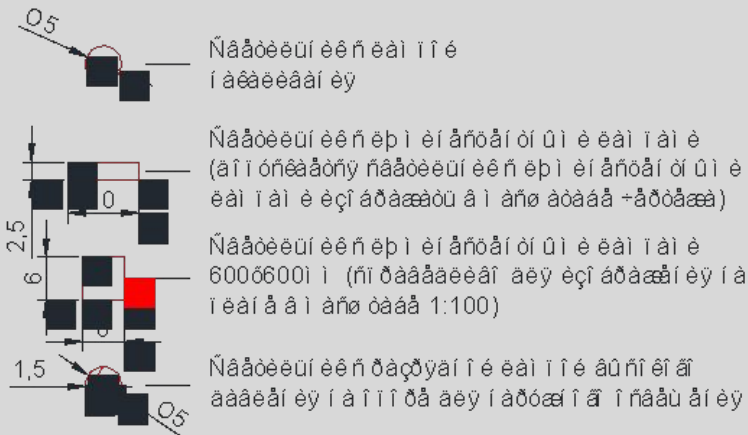 O5
Ñâåòèëüíèê ñ ëàìïîé
íàêàëèâàíèÿ
Ñâåòèëüíèê ñ ëþìèíåñöåíòíûìè ëàìïàìè
(äîïóñêàåòñÿ ñâåòèëüíèê ñ ëþìèíåñöåíòíûìè
ëàìïàìè èçîáðàæàòü â ìàñøòàáå ÷åðòåæà)
0
2,5
Ñâåòèëüíèê ñ ëþìèíåñöåíòíûìè ëàìïàìè
600õ600ìì (ñïðàâåäëèâî äëÿ èçîáðàæåíèÿ íà
ïëàíå â ìàñøòàáå 1:100)
6
6
Ñâåòèëüíèê ñ ðàçðÿäíîé ëàìïîé âûñîêîãî
äàâëåíèÿ íà îïîðå äëÿ íàðóæíîãî îñâåùåíèÿ
1,5
O5